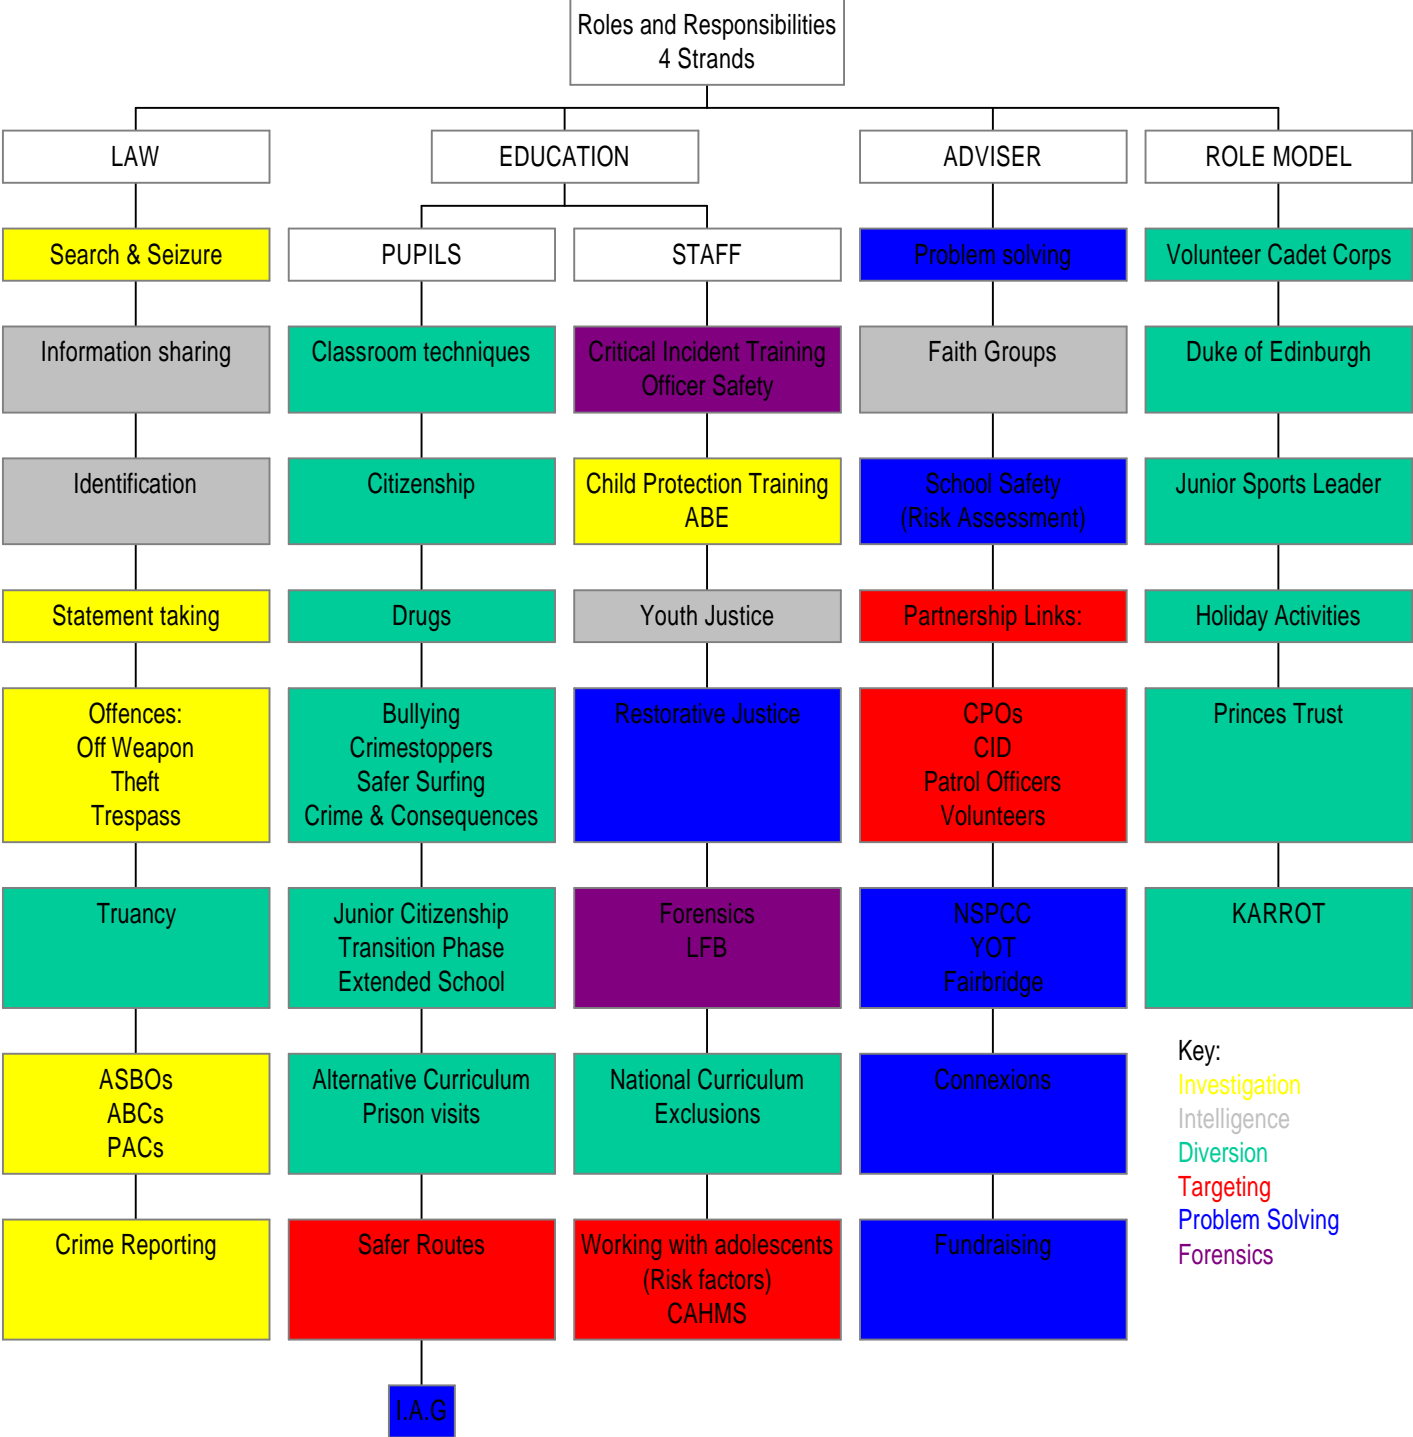 Roles and Responsibilities
4 Strands
LAW
EDUCATION
ADVISER
ROLE MODEL
Search & Seizure
PUPILS
STAFF
Problem solving
Volunteer Cadet Corps
Information sharing
Classroom techniques
Critical Incident Training
Officer Safety
Faith Groups
Duke of Edinburgh
Identification
Citizenship
Child Protection Training
ABE
School Safety
(Risk Assessment)
Junior Sports Leader
Statement taking
Drugs
Youth Justice
Partnership Links:
Holiday Activities
Offences:
Off Weapon
Theft
Trespass
Bullying
Crimestoppers
Safer Surfing
Crime & Consequences
Restorative Justice
CPOs
CID
Patrol Officers
Volunteers
Princes Trust
Truancy
Junior Citizenship
Transition Phase
Extended School
Forensics
LFB
NSPCC
YOT
Fairbridge
KARROT
ASBOs
ABCs
PACs
Alternative Curriculum
Prison visits
National Curriculum
Exclusions
Connexions
Crime Reporting
Safer Routes
Working with adolescents
(Risk factors)
CAHMS
Fundraising
I.A.G
Key:
Investigation
Intelligence
Diversion
Targeting
Problem Solving
Forensics